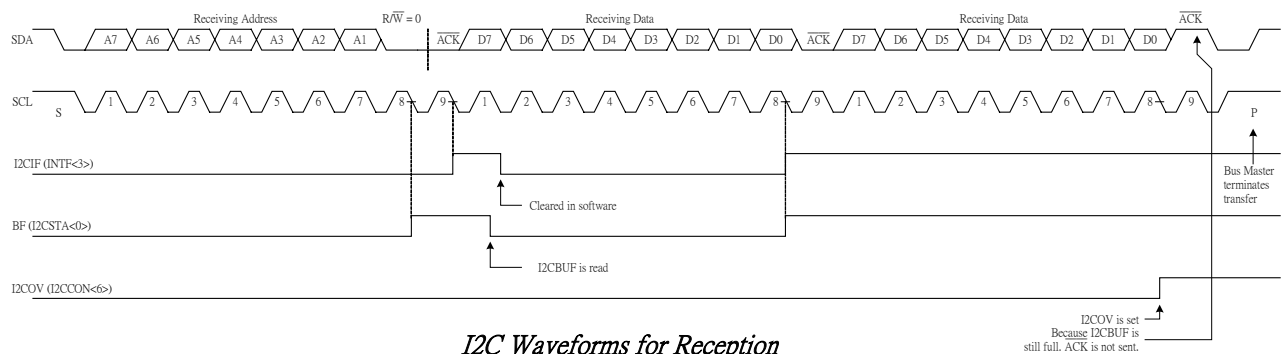 Receiving Address
R/W = 0
Receiving Data
Receiving Data
ACK
SDA
A7 A6 A5 A4 A3 A2 A1
ACK
D7 D6 D5 D4 D3 D2 D1 D0
ACK
D7 D6 D5 D4 D3 D2 D1 D0
SCL
S
1 2 3 4 5 6 7 8 9 1 2 3 4 5 6 7 8 9 1 2 3 4 5 6 7 8 9
P
I2CIF (INTF<3>)
Cleared in software
Bus Master
terminates
transfer
BF (I2CSTA<0>)
I2CBUF is read
I2COV (I2CCON<6>)
I2COV is set
Because I2CBUF is
still full. ACK is not sent.
I2C Waveforms for Reception